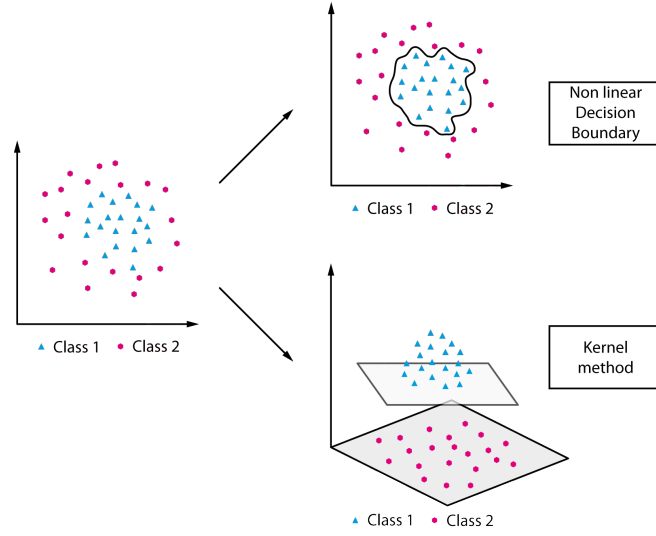 Non linear
Decision
Boundary
Class 1 Class 2
Class 1 Class 2
Kernel
method
Class 1 Class 2